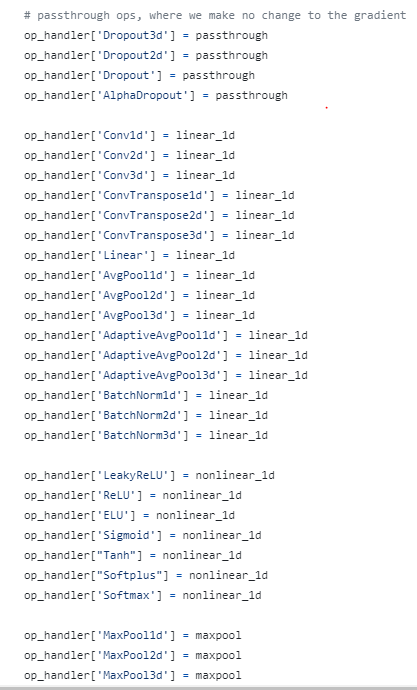 # passthrough ops, where we make no change to the gradient
op_handler['Dropout3d'] = passthrough
op_handler['Dropout2d'] = passthrough
op_handler['Dropout'] = passthrough
op_handler['AlphaDropout'] = passthrough
op_handler['Conv1d'] = linear_1d
op_handler['Conv2d'] = linear_1d
op_handler['Conv3d'] = linear_1d
op_handler['ConvTranspose1d'] = linear_1d
op_handler['ConvTranspose2d'] = linear_1d
op_handler['ConvTranspose3d'] = linear_1d
op_handler['Linear'] = linear_1d
op_handler['AvgPool1d'] = linear_1d
op_handler['AvgPool2d'] = linear_1d
op_handler['AvgPool3d'] = linear_1d
op_handler['AdaptiveAvgPool1d'] = linear_1d
op_handler['AdaptiveAvgPool2d'] = linear_1d
op_handler['AdaptiveAvgPool3d'] = linear_1d
op_handler['BatchNorm1d'] = linear_1d
op_handler['BatchNorm2d'] = linear_1d
op_handler['BatchNorm3d'] = linear_1d
op_handler['LeakyReLU'] = nonlinear_1d
op_handler['ReLU'] = nonlinear_1d
op_handler['ELU'] = nonlinear_1d
op_handler['Sigmoid'] = nonlinear_1d
op_handler["Tanh"] = nonlinear_1d
op_handler["Softplus"] = nonlinear_1d
op_handler['Softmax'] = nonlinear_1d
op_handler['MaxPool1d'] = maxpool
op_handler['MaxPool2d'] = maxpool
op_handler['MaxPool3d'] = maxpool